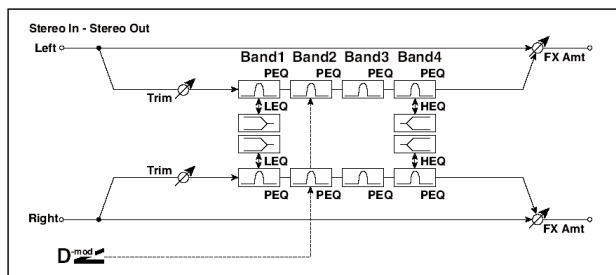 Stereo In - Stereo Out
Left
Band1 Band2 Band3 Band4
FX Amt
PEQ PEQ PEQ PEQ
Trim
LEQ HEQ
LEQ HEQ
Trim
PEQ PEQ PEQ PEQ
Right
FX Amt
D-mod